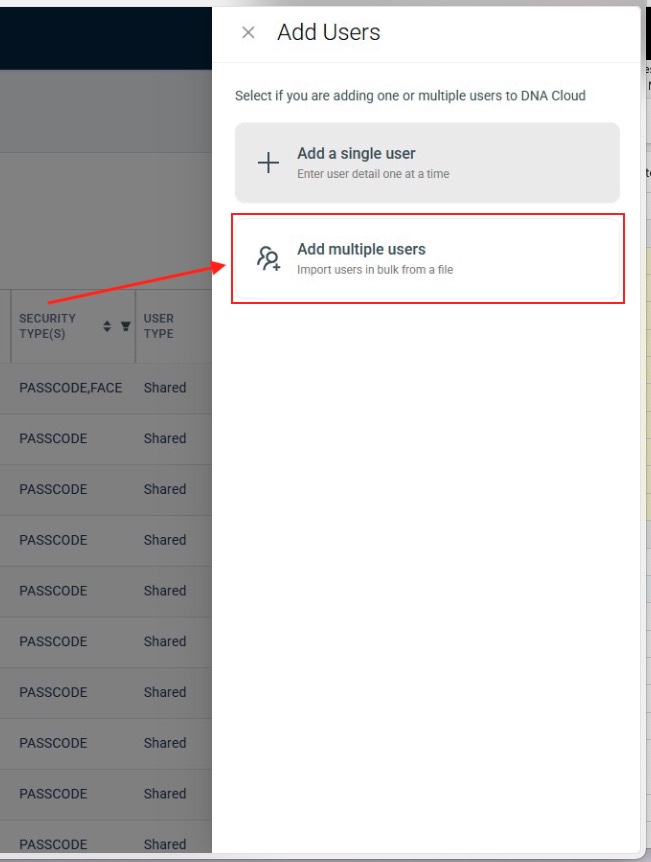 Add Users
Select if you are adding one or multiple users to DNA Cloud
Add a single user
Enter user detail one at a time
Add multiple users
Import users in bulk from a file
SECURITY
TYPE(S)
USER
TYPE
PASSCODE,FACE Shared
PASSCODE Shared
PASSCODE Shared
PASSCODE Shared
PASSCODE Shared
PASSCODE Shared
PASSCODE Shared
PASSCODE Shared
PASSCODE Shared
PASSCODE Shared